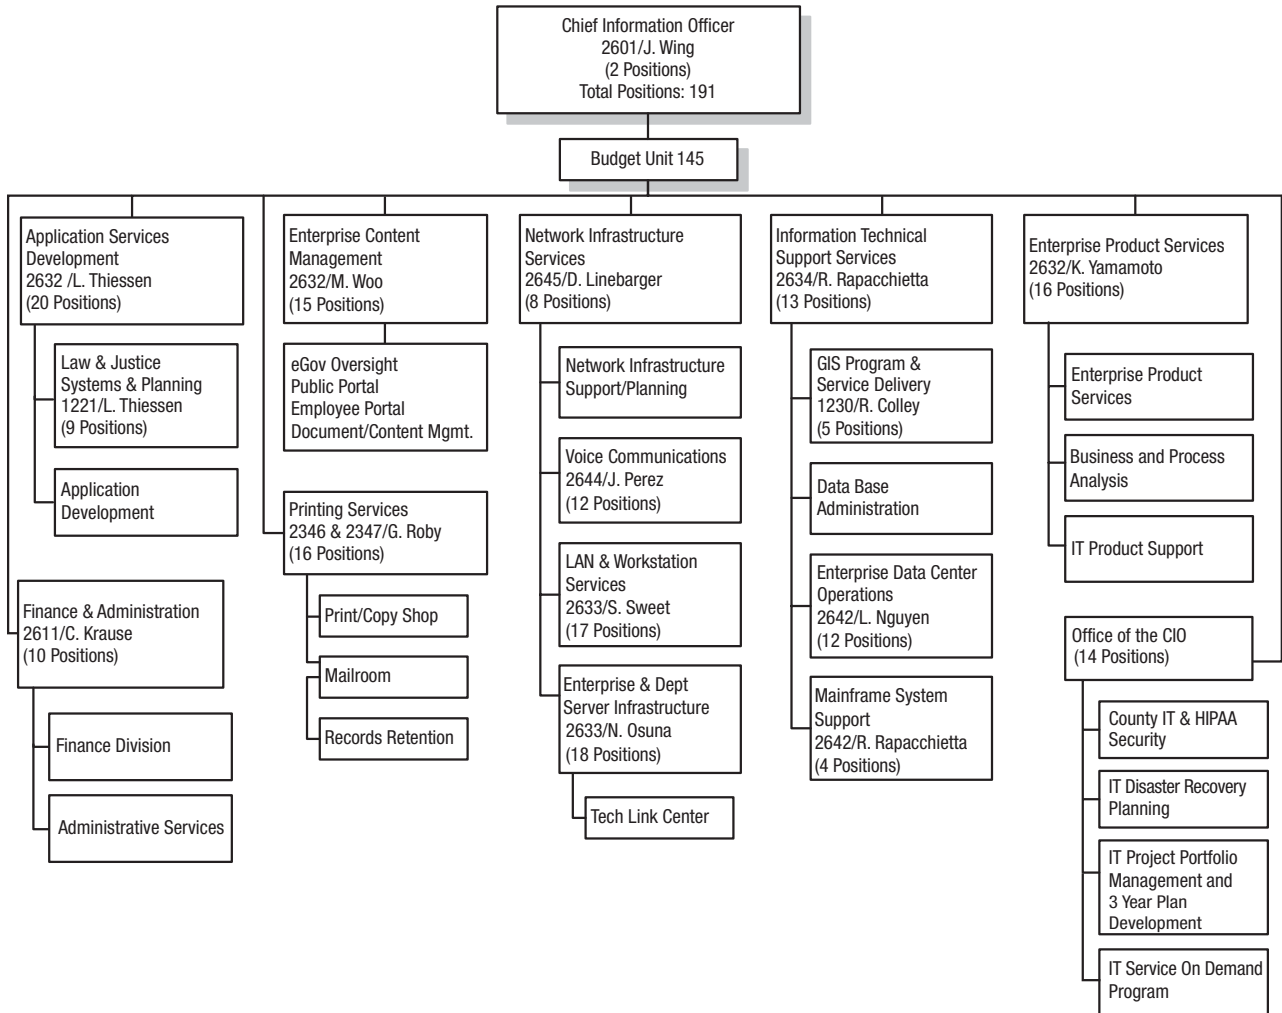 Chief Information Officer
2601/J. Wing
(2 Positions)
Total Positions: 191
Budget Unit 145
Application Services
Development
2632 /L. Thiessen
(20 Positions)
Law & Justice
Systems & Planning
1221/L. Thiessen
(9 Positions)
Application
Development
Finance & Administration
2611/C. Krause
(10 Positions)
Finance Division
Administrative Services
Enterprise Content
Management
2632/M. Woo
(15 Positions)
eGov Oversight
Public Portal
Employee Portal
Document/Content Mgmt.
Printing Services
2346 & 2347/G. Roby
(16 Positions)
Print/Copy Shop
Mailroom
Records Retention
Network Infrastructure
Services
2645/D. Linebarger
(8 Positions)
Network Infrastructure
Support/Planning
Voice Communications
2644/J. Perez
(12 Positions)
LAN & Workstation
Services
2633/S. Sweet
(17 Positions)
Enterprise & Dept
Server Infrastructure
2633/N. Osuna
(18 Positions)
Tech Link Center
Information Technical
Support Services
2634/R. Rapacchietta
(13 Positions)
GIS Program &
Service Delivery
1230/R. Colley
(5 Positions)
Data Base
Administration
Enterprise Data Center
Operations
2642/L. Nguyen
(12 Positions)
Mainframe System
Support
2642/R. Rapacchietta
(4 Positions)
Enterprise Product Services
2632/K. Yamamoto
(16 Positions)
Enterprise Product
Services
Business and Process
Analysis
IT Product Support
Office of the CIO
(14 Positions)
County IT & HIPAA
Security
IT Disaster Recovery
Planning
IT Project Portfolio
Management and
3 Year Plan
Development
IT Service On Demand
Program